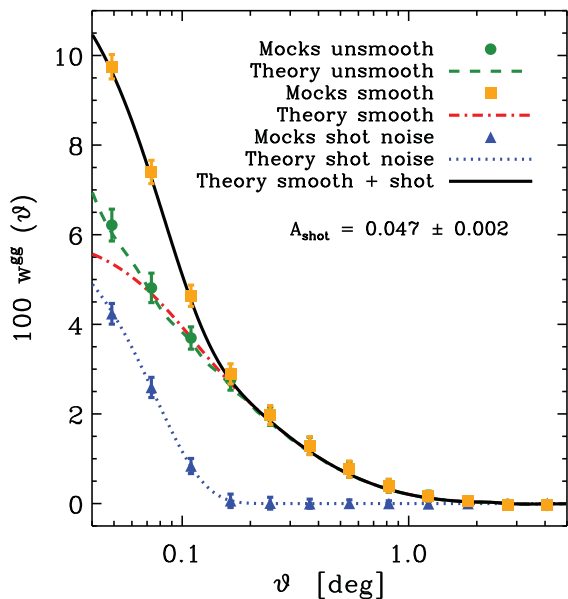 Mocks unsmooth
Theory unsmooth
Mocks smooth
Theory smooth
Mocks shot noise
Theory shot noise
Theory smooth + shot
A_shot = 0.047 ± 0.002
100 w^gg (ϑ)
10
8
6
4
2
0
0.1
1.0
ϑ [deg]